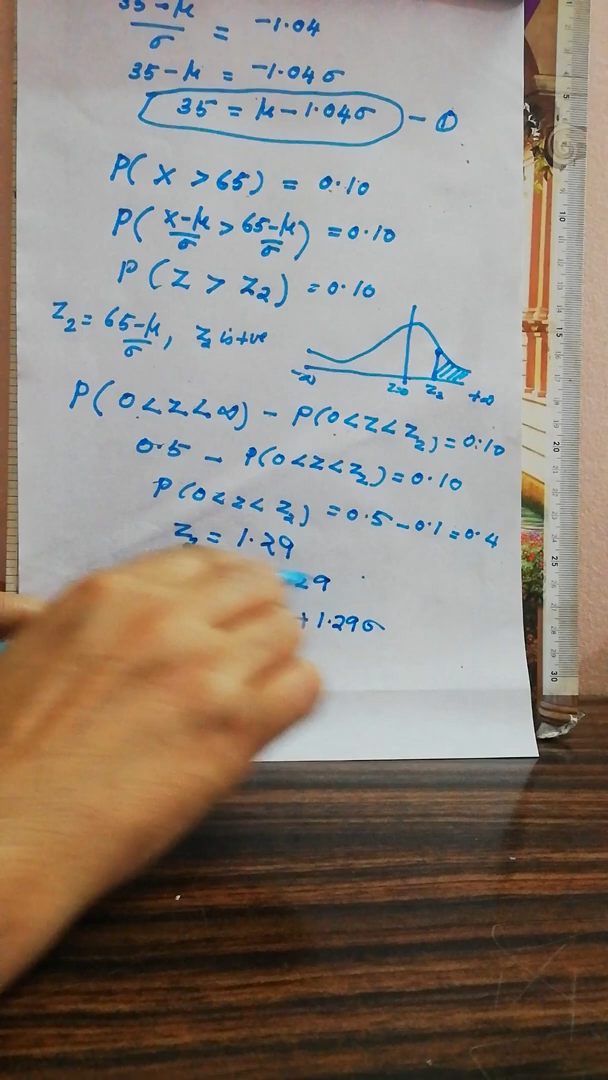 35-μ/σ = -1.04
35-μ = -1.04σ
35 = μ-1.04σ - ①
P( X > 65) = 0.10
P( X-μ/σ > 65-μ/σ ) = 0.10
P ( Z > Z2 ) = 0.10
Z2 = 65-μ/σ, Z2 is +ve
-∞ Z=0 Z2 +∞
P( 0<Z<∞) - P(0<Z<Z2) = 0.10
0.5 - P(0<Z<Z2) = 0.10
P(0<Z<Z2) = 0.5-0.1=0.4
Z2 = 1.29
29
+1.29σ